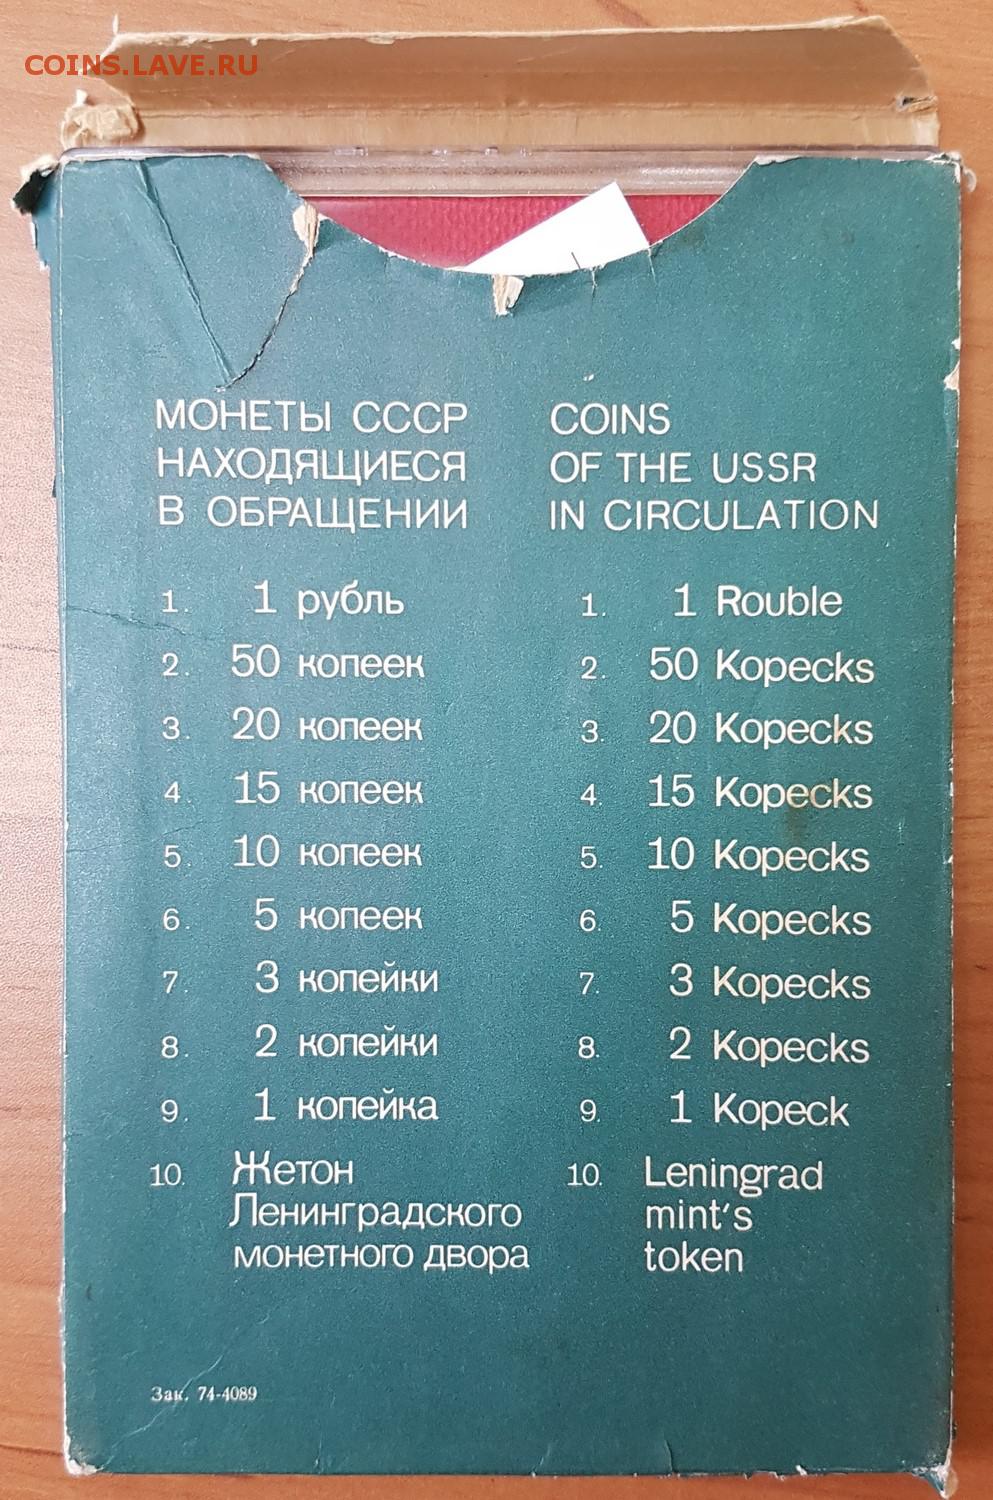 COINS.LAVE.RU
МОНЕТЫ СССР
НАХОДЯЩИЕСЯ
В ОБРАЩЕНИИ
1. 1 рубль
2. 50 копеек
3. 20 копеек
4. 15 копеек
5. 10 копеек
6. 5 копеек
7. 3 копейки
8. 2 копейки
9. 1 копейка
10. Жетон
Ленинградского
монетного двора
COINS
OF THE USSR
IN CIRCULATION
1. 1 Rouble
2. 50 Kopecks
3. 20 Kopecks
4. 15 Kopecks
5. 10 Kopecks
6. 5 Kopecks
7. 3 Kopecks
8. 2 Kopecks
9. 1 Kopeck
10. Leningrad
mint's
token
Зак. 74-4089